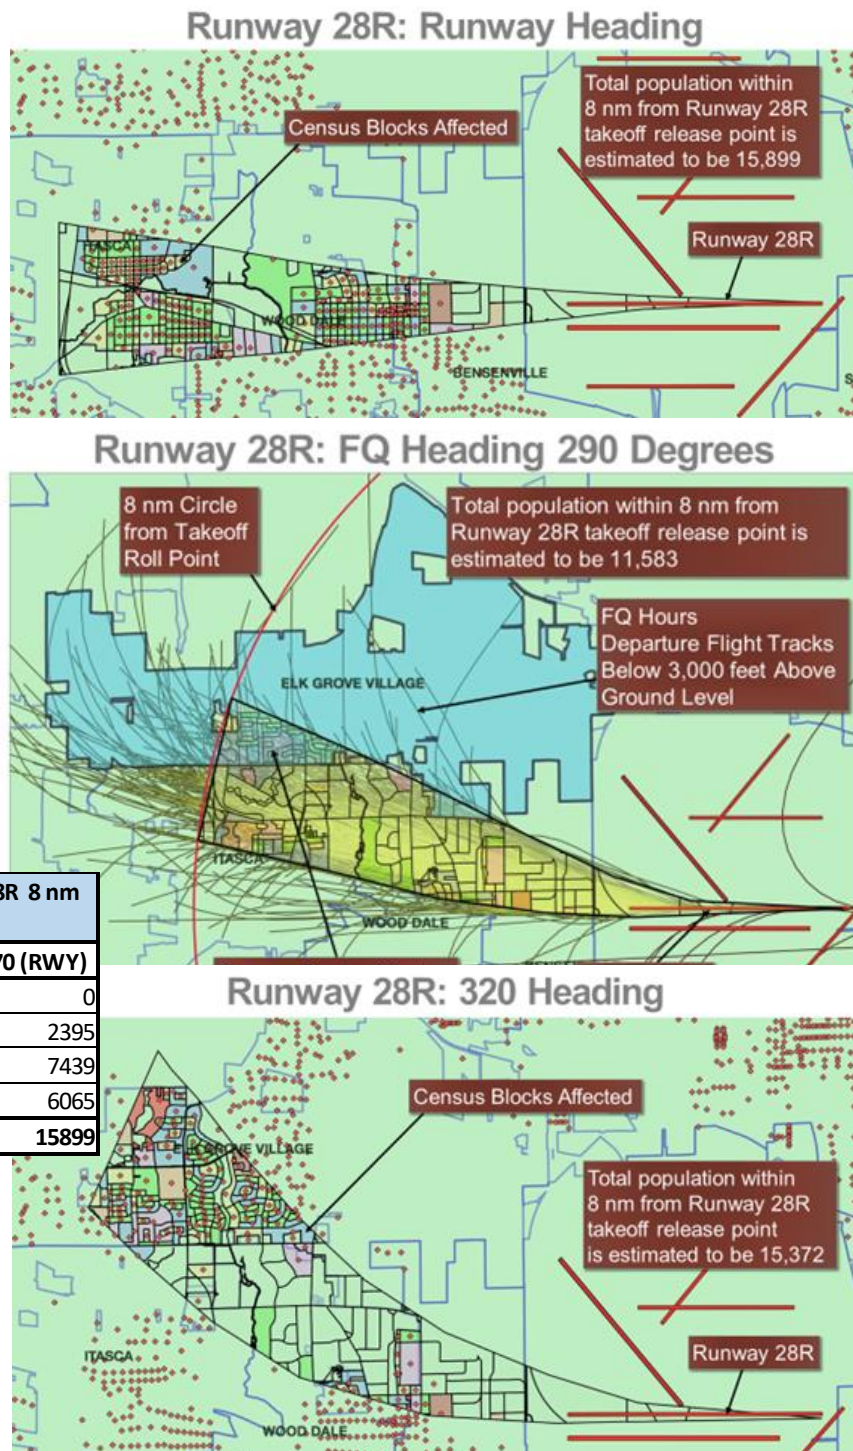 Runway 28R: Runway Heading
Total population within
8 nm from Runway 28R
takeoff release point is
estimated to be 15,899
Census Blocks Affected
Runway 28R
ITASCA
WOOD DALE
BENSENVILLE
S
Runway 28R: FQ Heading 290 Degrees
8 nm Circle
from Takeoff
Roll Point
Total population within 8 nm from
Runway 28R takeoff release point is
estimated to be 11,583
FQ Hours
Departure Flight Tracks
Below 3,000 feet Above
Ground Level
ELK GROVE VILLAGE
ITASCA
WOOD DALE
8R 8 nm
70 (RWY)
0
2395
7439
6065
15899
Runway 28R: 320 Heading
Census Blocks Affected
ELK GROVE VILLAGE
Total population within
8 nm from Runway 28R
takeoff release point
is estimated to be 15,372
ITASCA
Runway 28R
WOOD DALE